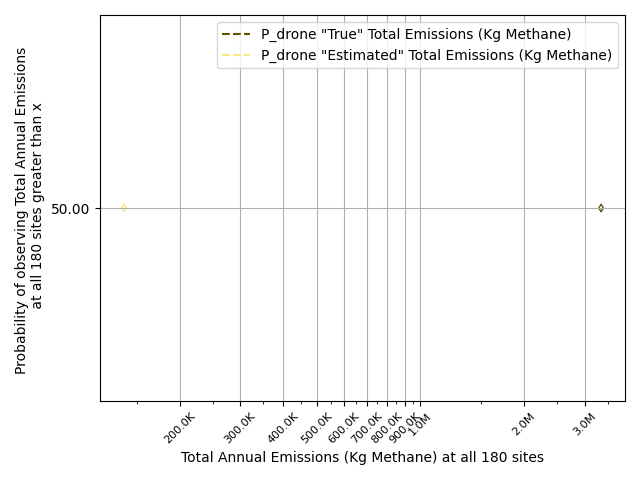 P_drone "True" Total Emissions (Kg Methane)
P_drone "Estimated" Total Emissions (Kg Methane)
Probability of observing Total Annual Emissions
at all 180 sites greater than x
50.00
200.0K
300.0K
400.0K
500.0K
600.0K
700.0K
800.0K
900.0K
1.0M
2.0M
3.0M
Total Annual Emissions (Kg Methane) at all 180 sites